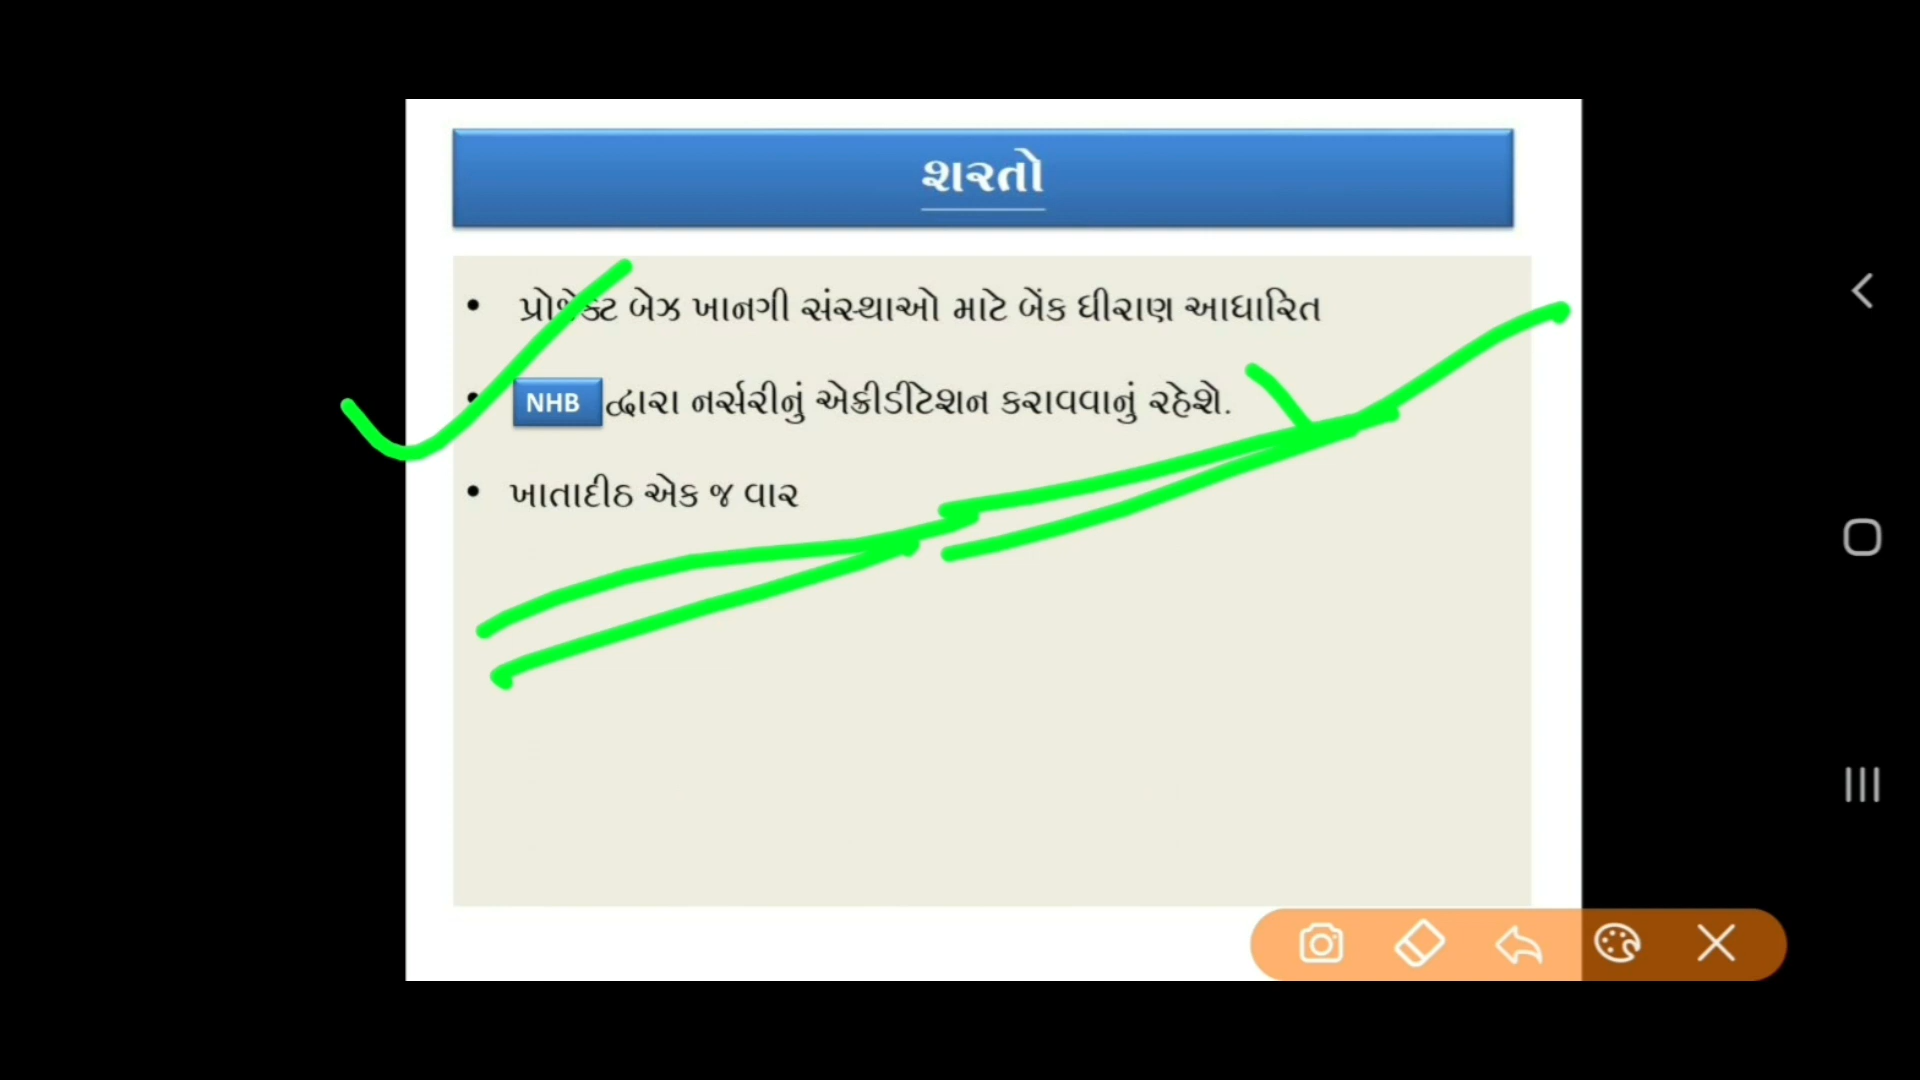 શરતો
• પ્રોજેક્ટ બેઝ ખાનગી સંસ્થાઓ માટે બેંક ધીરાણ આધારિત
• NHB દ્વારા નર્સરીનું એક્રીડીટેશન કરાવવાનું રહેશે.
• ખાતાદીઠ એક જ વાર